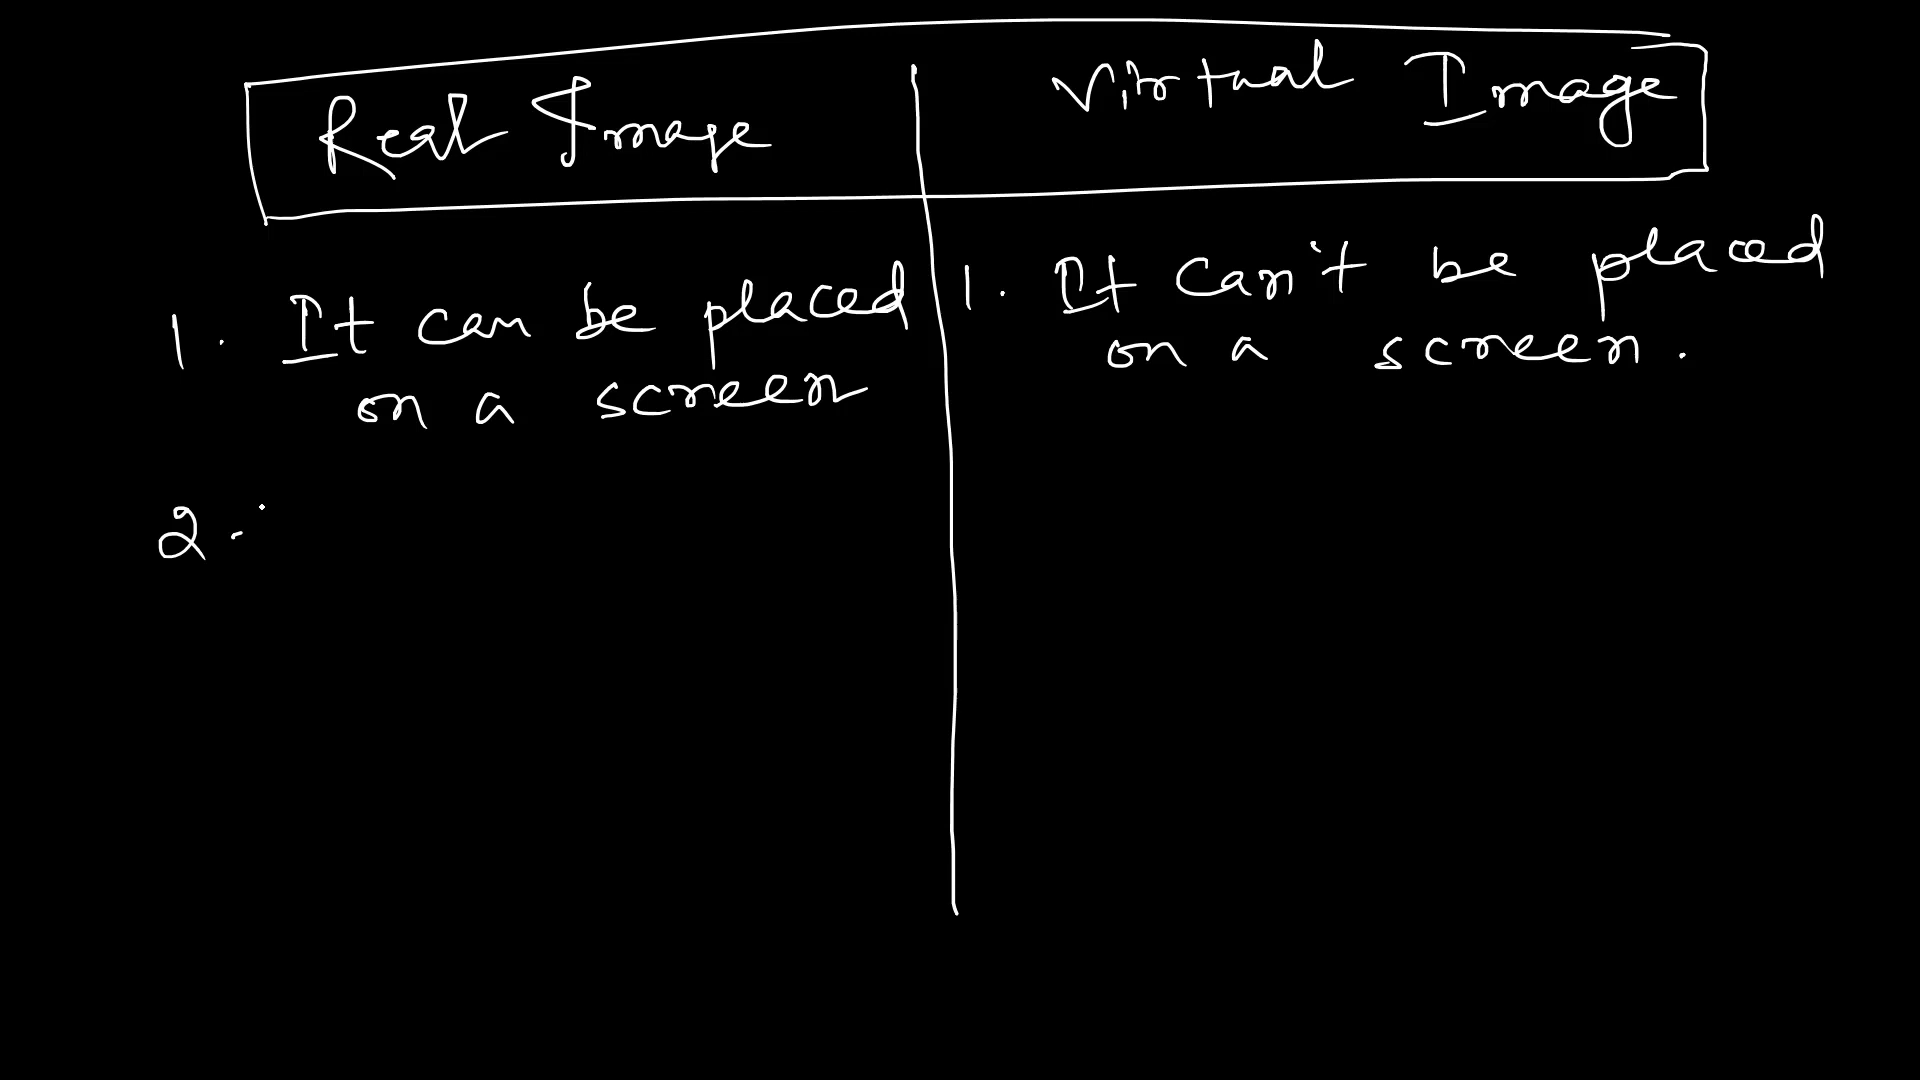 Real Image
Virtual Image
1. It can be placed
on a screen
1. It can't be placed
on a screen.
2.